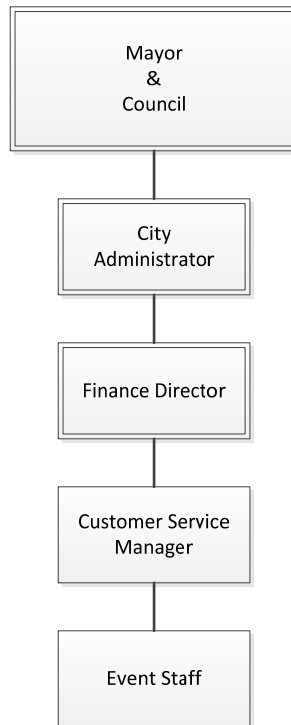 Mayor
&
Council
City
Administrator
Finance Director
Customer Service
Manager
Event Staff